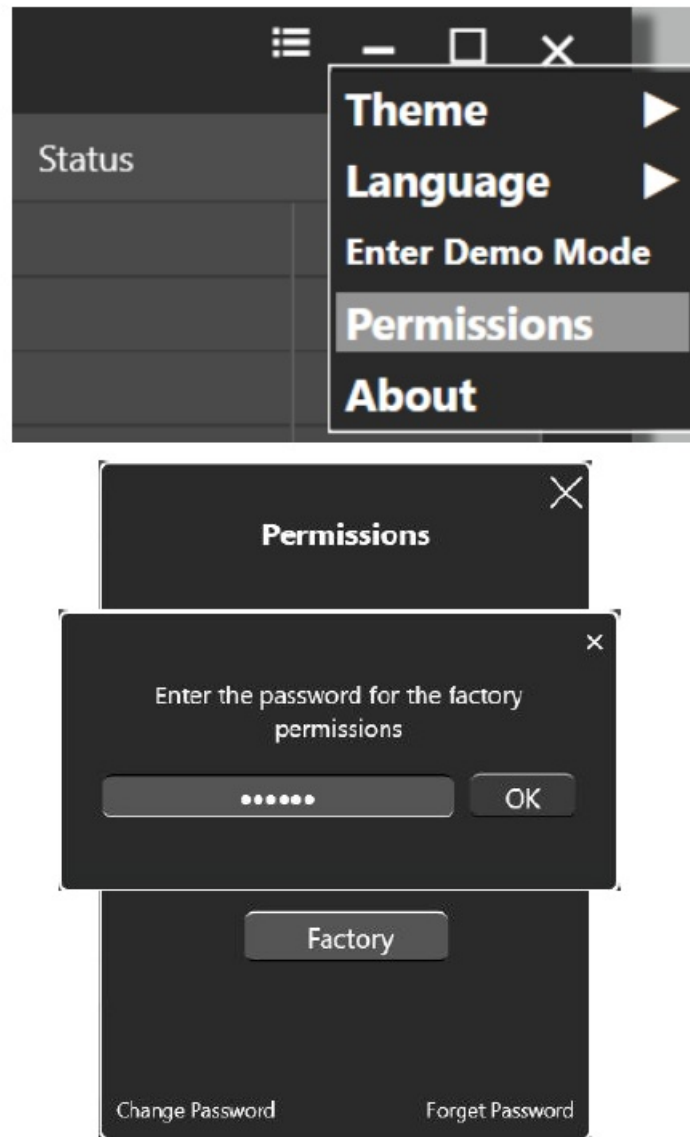 Status
Theme
Language
Enter Demo Mode
Permissions
About
Permissions
Enter the password for the factory
permissions
••••••
OK
Factory
Change Password
Forget Password